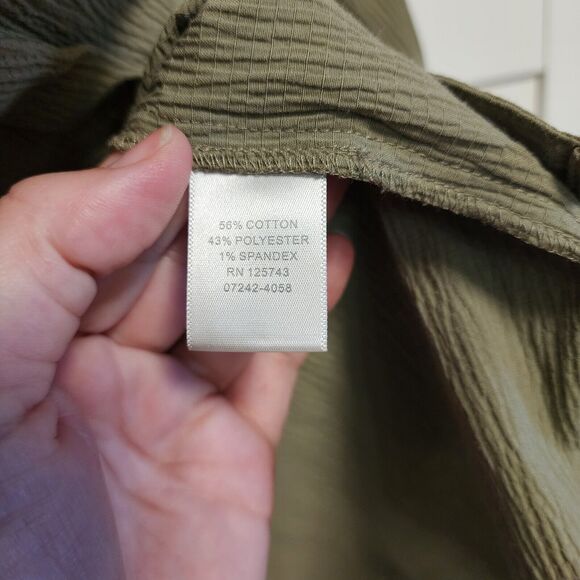 56% COTTON
43% POLYESTER
1% SPANDEX
RN 125743
07242-4058